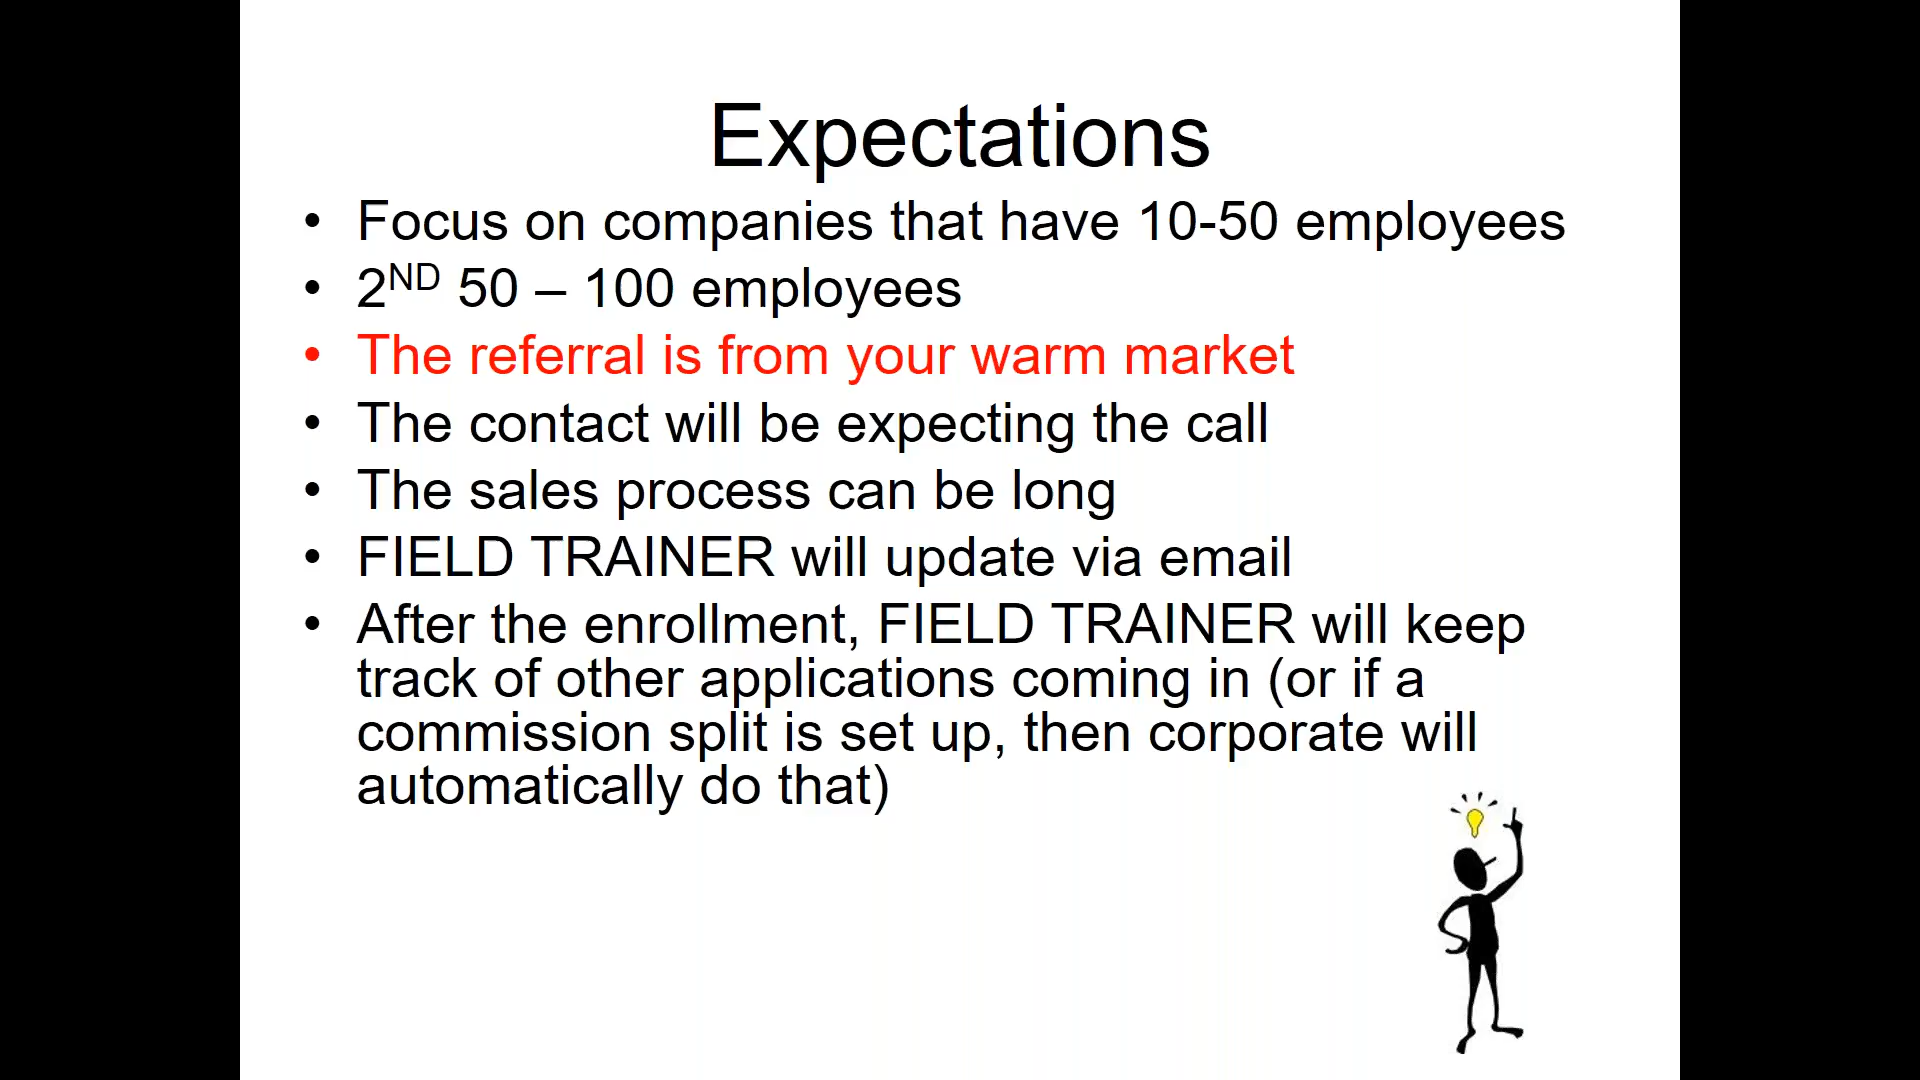 Expectations
• Focus on companies that have 10-50 employees
• 2ND 50 – 100 employees
• The referral is from your warm market
• The contact will be expecting the call
• The sales process can be long
• FIELD TRAINER will update via email
• After the enrollment, FIELD TRAINER will keep
track of other applications coming in (or if a
commission split is set up, then corporate will
automatically do that)